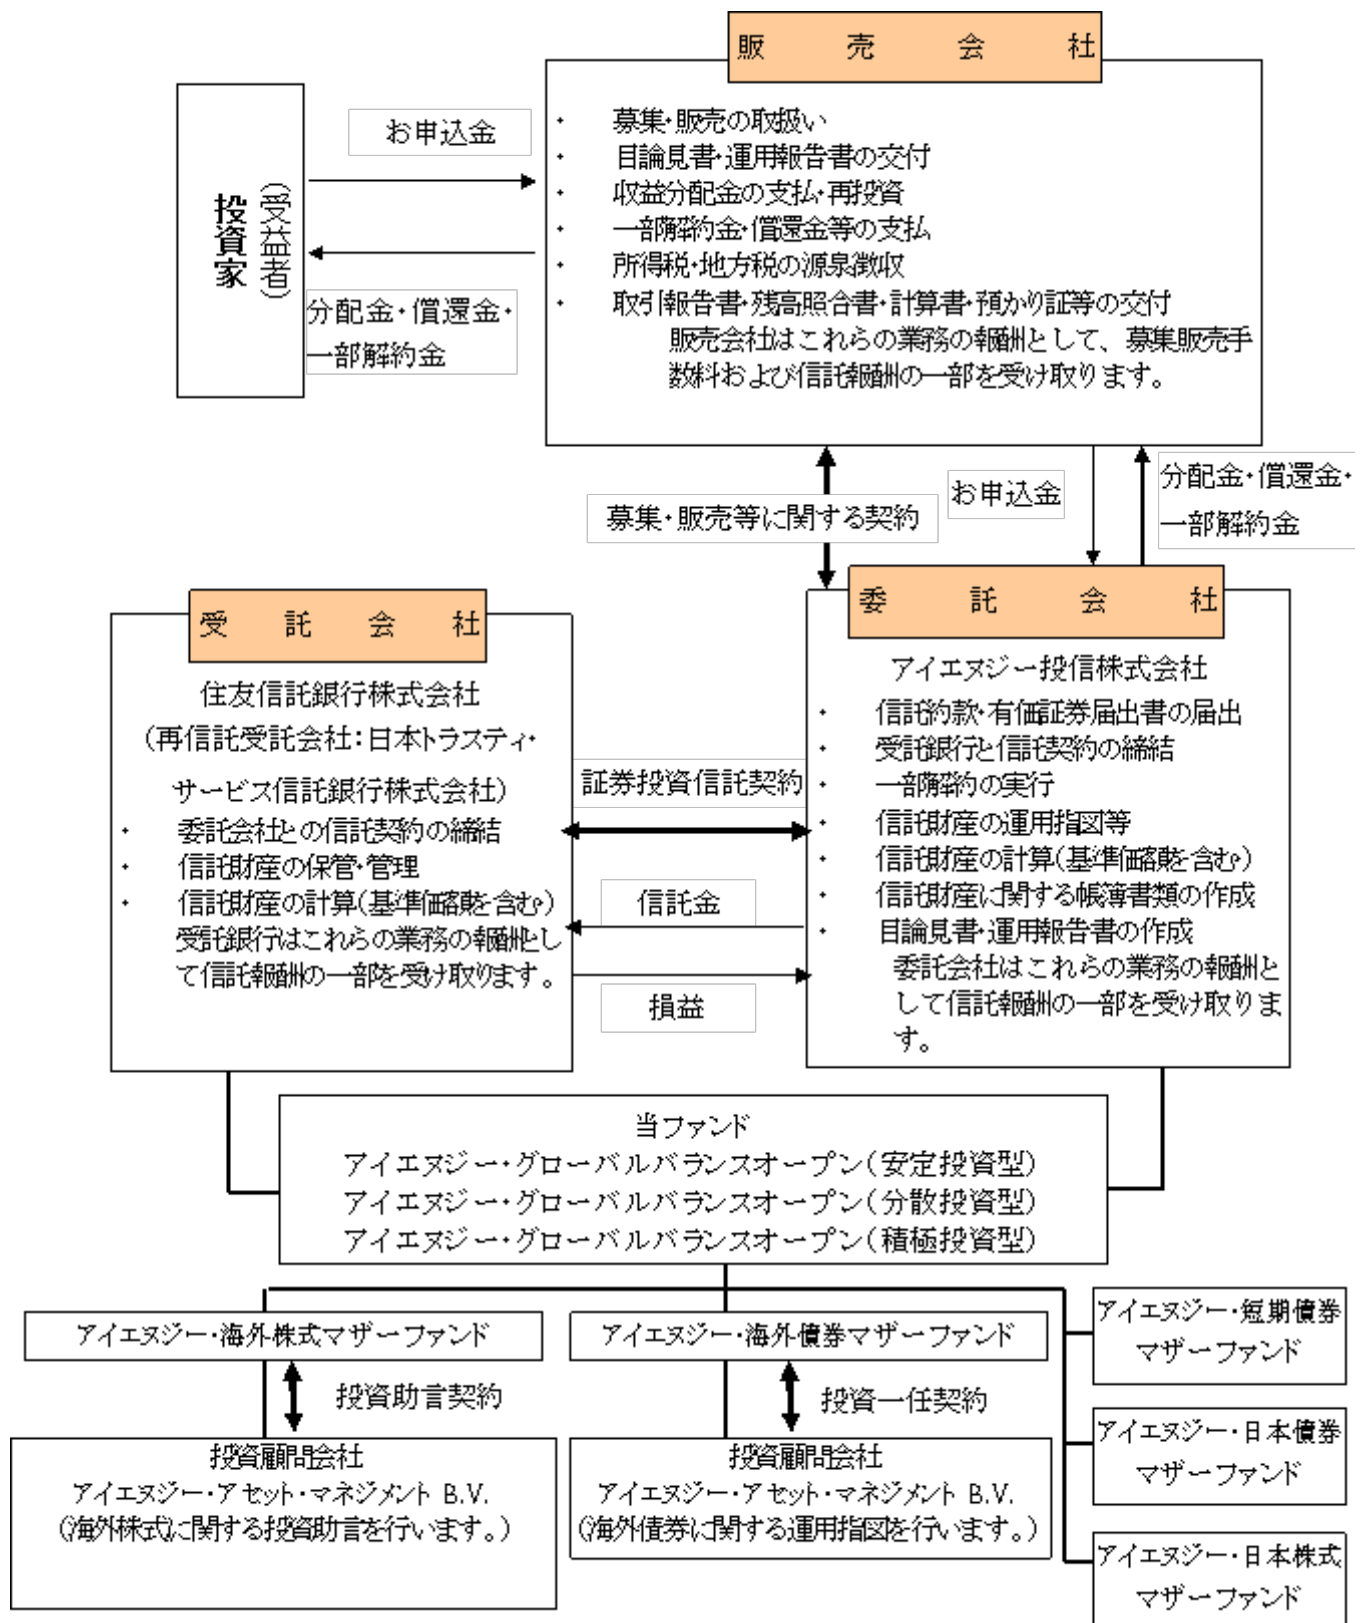 販売会社
投資家
(受益者)
お申込金
分配金・償還金・
一部解約金
・ 募集・販売の取扱い
・ 目論見書・運用報告書の交付
・ 収益分配金の支払・再投資
・ 一部解約金・償還金等の支払
・ 所得税・地方税の源泉徴収
・ 取引報告書・残高照合書・計算書・預かり証等の交付
販売会社はこれらの業務の報酬として、募集販売手
数料および信託報酬の一部を受け取ります。
募集・販売等に関する契約
お申込金
分配金・償還金・
一部解約金
受託会社
住友信託銀行株式会社
(再信託受託会社:日本トラスティ・
サービス信託銀行株式会社)
・ 委託会社との信託契約の締結
・ 信託財産の保管・管理
・ 信託財産の計算(基準価額を含む)
受託銀行はこれらの業務の報酬とし
て信託報酬の一部を受け取ります。
証券投資信託契約
信託金
損益
委託会社
アイエヌジー投信株式会社
・ 信託約款・有価証券届出書の届出
・ 受託銀行と信託契約の締結
・ 一部解約の実行
・ 信託財産の運用指図等
・ 信託財産の計算(基準価額を含む)
・ 信託財産に関する帳簿書類の作成
・ 目論見書・運用報告書の作成
委託会社はこれらの業務の報酬と
して信託報酬の一部を受け取りま
す。
当ファンド
アイエヌジー・グローバルバランスオープン(安定投資型)
アイエヌジー・グローバルバランスオープン(分散投資型)
アイエヌジー・グローバルバランスオープン(積極投資型)
アイエヌジー・海外株式マザーファンド
投資助言契約
投資顧問会社
アイエヌジー・アセット・マネジメント B.V.
(海外株式に関する投資助言を行います。)
アイエヌジー・海外債券マザーファンド
投資一任契約
投資顧問会社
アイエヌジー・アセット・マネジメント B.V.
(海外債券に関する運用指図を行います。)
アイエヌジー・短期債券
マザーファンド
アイエヌジー・日本債券
マザーファンド
アイエヌジー・日本株式
マザーファンド